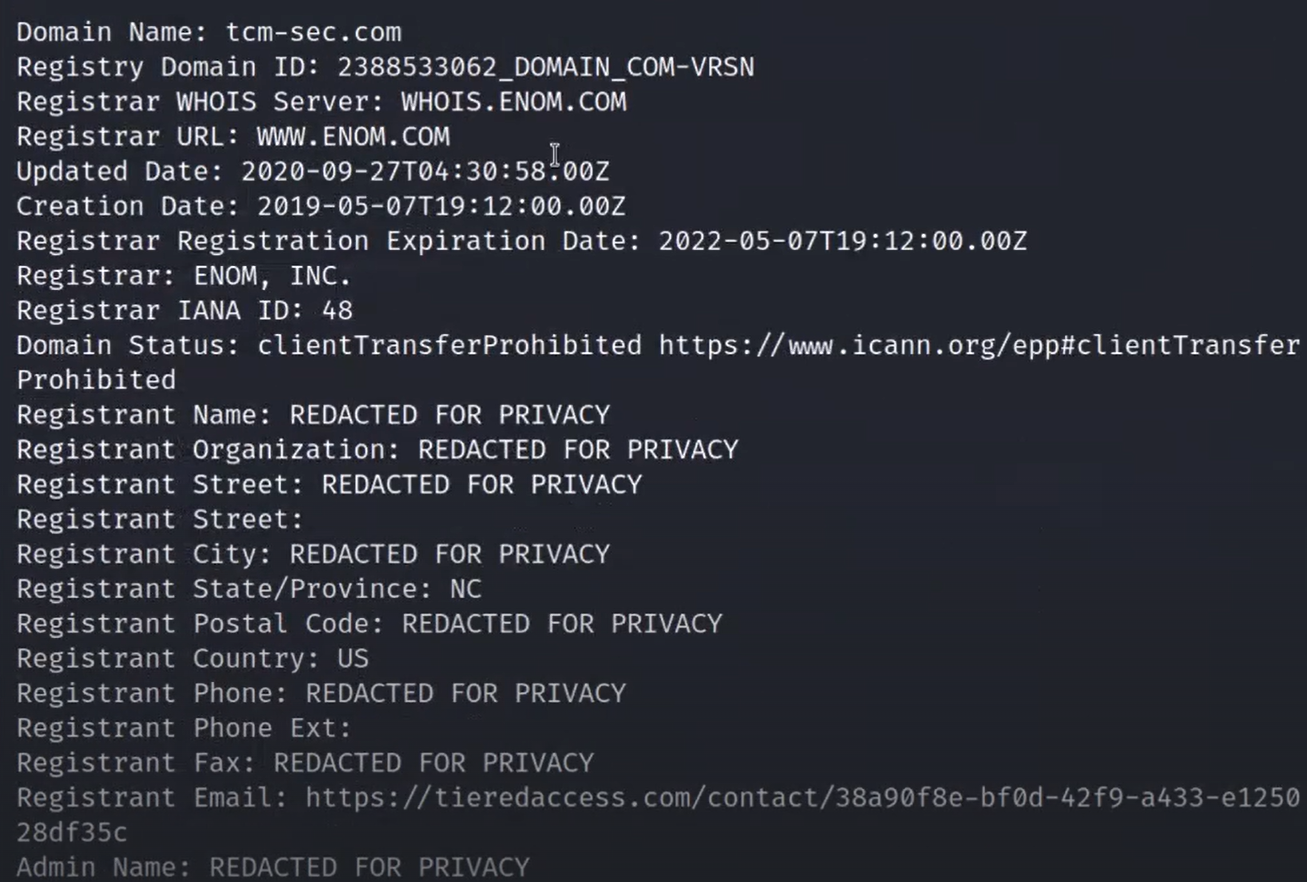 Domain Name: tcm-sec.com
Registry Domain ID: 2388533062_DOMAIN_COM-VRSN
Registrar WHOIS Server: WHOIS.ENOM.COM
Registrar URL: WWW.ENOM.COM
Updated Date: 2020-09-27T04:30:58.00Z
Creation Date: 2019-05-07T19:12:00.00Z
Registrar Registration Expiration Date: 2022-05-07T19:12:00.00Z
Registrar: ENOM, INC.
Registrar IANA ID: 48
Domain Status: clientTransferProhibited https://www.icann.org/epp#clientTransfer
Prohibited
Registrant Name: REDACTED FOR PRIVACY
Registrant Organization: REDACTED FOR PRIVACY
Registrant Street: REDACTED FOR PRIVACY
Registrant Street:
Registrant City: REDACTED FOR PRIVACY
Registrant State/Province: NC
Registrant Postal Code: REDACTED FOR PRIVACY
Registrant Country: US
Registrant Phone: REDACTED FOR PRIVACY
Registrant Phone Ext:
Registrant Fax: REDACTED FOR PRIVACY
Registrant Email: https://tieredaccess.com/contact/38a90f8e-bf0d-42f9-a433-e1250
28df35c
Admin Name: REDACTED FOR PRIVACY